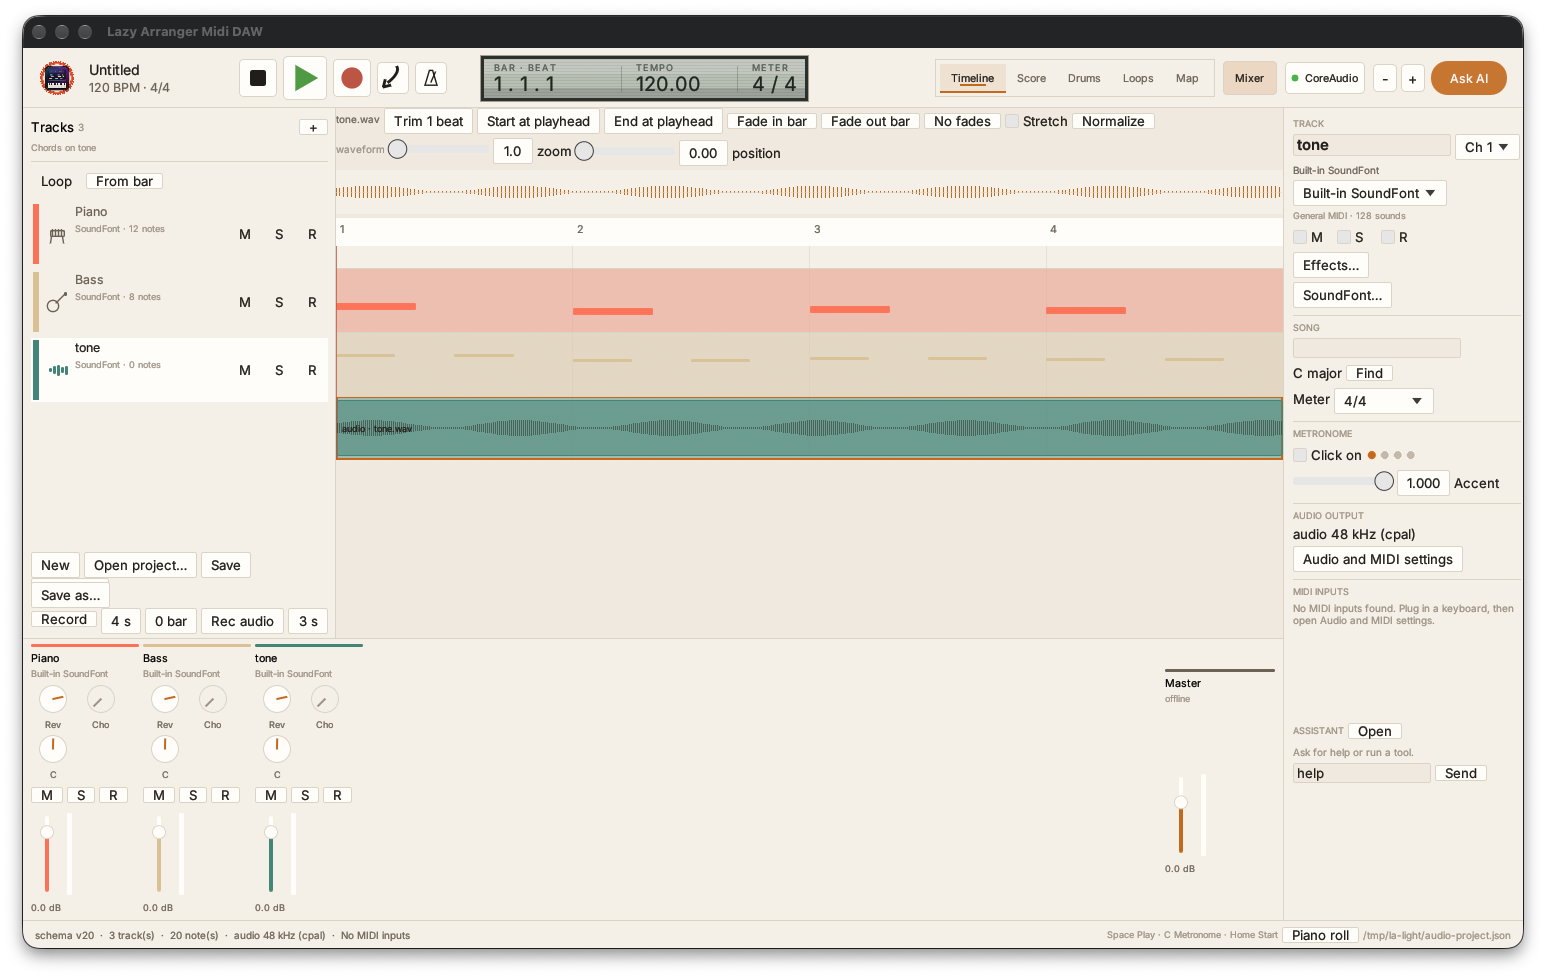 Lazy Arranger Midi DAW
Untitled
120 BPM · 4/4
BAR · BEAT
1 . 1 . 1
TEMPO
120.00
METER
4 / 4
Timeline
Score
Drums
Loops
Map
Mixer
CoreAudio
-
+
Ask AI
Tracks 3
+
Chords on tone
Loop
From bar
Piano
SoundFont · 12 notes
M S R
Bass
SoundFont · 8 notes
M S R
tone
SoundFont · 0 notes
M S R
New
Open project...
Save
Save as...
Record
4 s
0 bar
Rec audio
3 s
tone.wav
Trim 1 beat
Start at playhead
End at playhead
Fade in bar
Fade out bar
No fades
Stretch
Normalize
waveform
1.0
zoom
0.00
position
1 2 3 4
audio · tone.wav
TRACK
tone
Ch 1
Built-in SoundFont
Built-in SoundFont
General MIDI · 128 sounds
M S R
Effects...
SoundFont...
SONG
C major
Find
Meter
4/4
METRONOME
Click on
1.000
Accent
AUDIO OUTPUT
audio 48 kHz (cpal)
Audio and MIDI settings
MIDI INPUTS
No MIDI inputs found. Plug in a keyboard, then
open Audio and MIDI settings.
ASSISTANT
Open
Ask for help or run a tool.
help
Send
Piano
Built-in SoundFont
Rev Cho
C
M S R
0.0 dB
Bass
Built-in SoundFont
Rev Cho
C
M S R
0.0 dB
tone
Built-in SoundFont
Rev Cho
C
M S R
0.0 dB
Master
offline
0.0 dB
schema v20 · 3 track(s) · 20 note(s) · audio 48 kHz (cpal) · No MIDI inputs
Space Play · C Metronome · Home Start
Piano roll
/tmp/la-light/audio-project.json